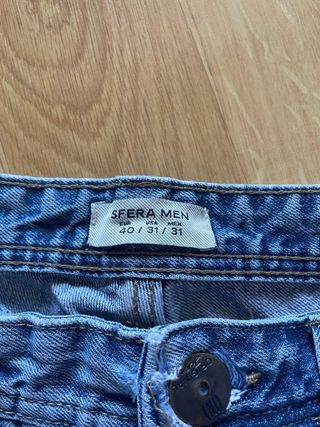 SFERA MEN
EUR USA MEX
40 / 31 / 31